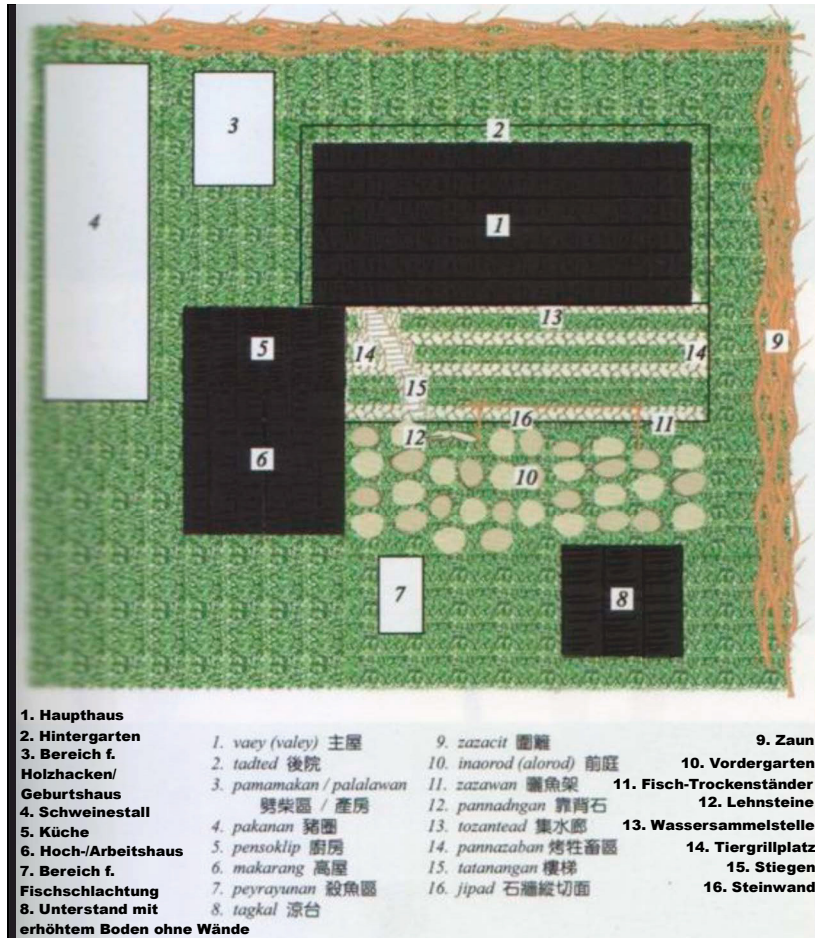 3
2
4
1
13
5
14
14
9
15
16
11
12
6
10
7
8
1. Haupthaus
2. Hintergarten
3. Bereich f.
Holzhacken/
Geburtshaus
4. Schweinestall
5. Küche
6. Hoch-/Arbeitshaus
7. Bereich f.
Fischschlachtung
8. Unterstand mit
erhöhtem Boden ohne Wände
1. vaey (valey) 主屋
2. tadted 後院
3. pamamakan / palalawan
劈柴區 / 產房
4. pakanan 豬圈
5. pensoklip 廚房
6. makarang 高屋
7. peyrayunan 殺魚區
8. tagkal 涼台
9. zazacit 圍籬
10. inaorod (alorod) 前庭
11. zazawan 曬魚架
12. pannadngan 靠背石
13. tozantead 集水廊
14. pannazaban 烤牲畜區
15. tatanangan 樓梯
16. jipad 石牆縱切面
9. Zaun
10. Vordergarten
11. Fisch-Trockenständer
12. Lehnsteine
13. Wassersammelstelle
14. Tiergrillplatz
15. Stiegen
16. Steinwand